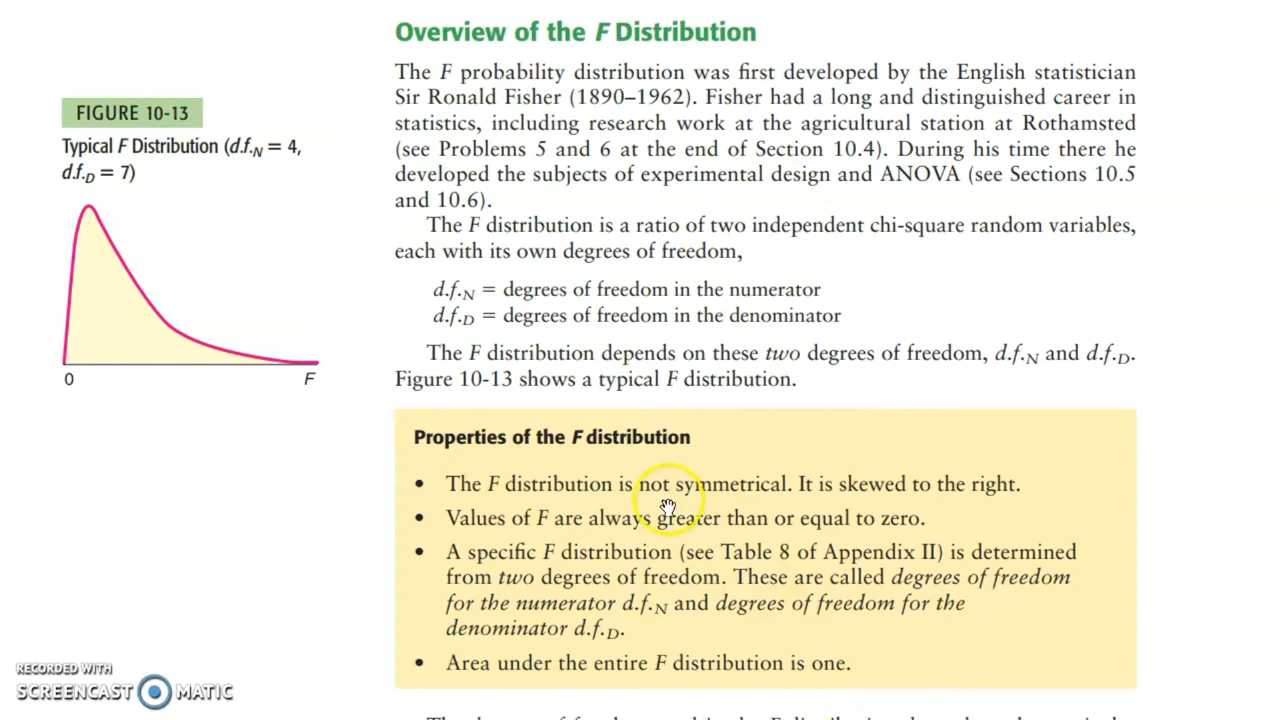 Overview of the F Distribution
The F probability distribution was first developed by the English statistician
Sir Ronald Fisher (1890–1962). Fisher had a long and distinguished career in
statistics, including research work at the agricultural station at Rothamsted
(see Problems 5 and 6 at the end of Section 10.4). During his time there he
developed the subjects of experimental design and ANOVA (see Sections 10.5
and 10.6).
The F distribution is a ratio of two independent chi-square random variables,
each with its own degrees of freedom,
d.f.N = degrees of freedom in the numerator
d.f.D = degrees of freedom in the denominator
The F distribution depends on these two degrees of freedom, d.f.N and d.f.D.
Figure 10-13 shows a typical F distribution.
FIGURE 10-13
Typical F Distribution (d.f.N = 4,
d.f.D = 7)
0
F
Properties of the F distribution
• The F distribution is not symmetrical. It is skewed to the right.
• Values of F are always greater than or equal to zero.
• A specific F distribution (see Table 8 of Appendix II) is determined
from two degrees of freedom. These are called degrees of freedom
for the numerator d.f.N and degrees of freedom for the
denominator d.f.D.
• Area under the entire F distribution is one.
RECORDED WITH
SCREENCAST MATIC